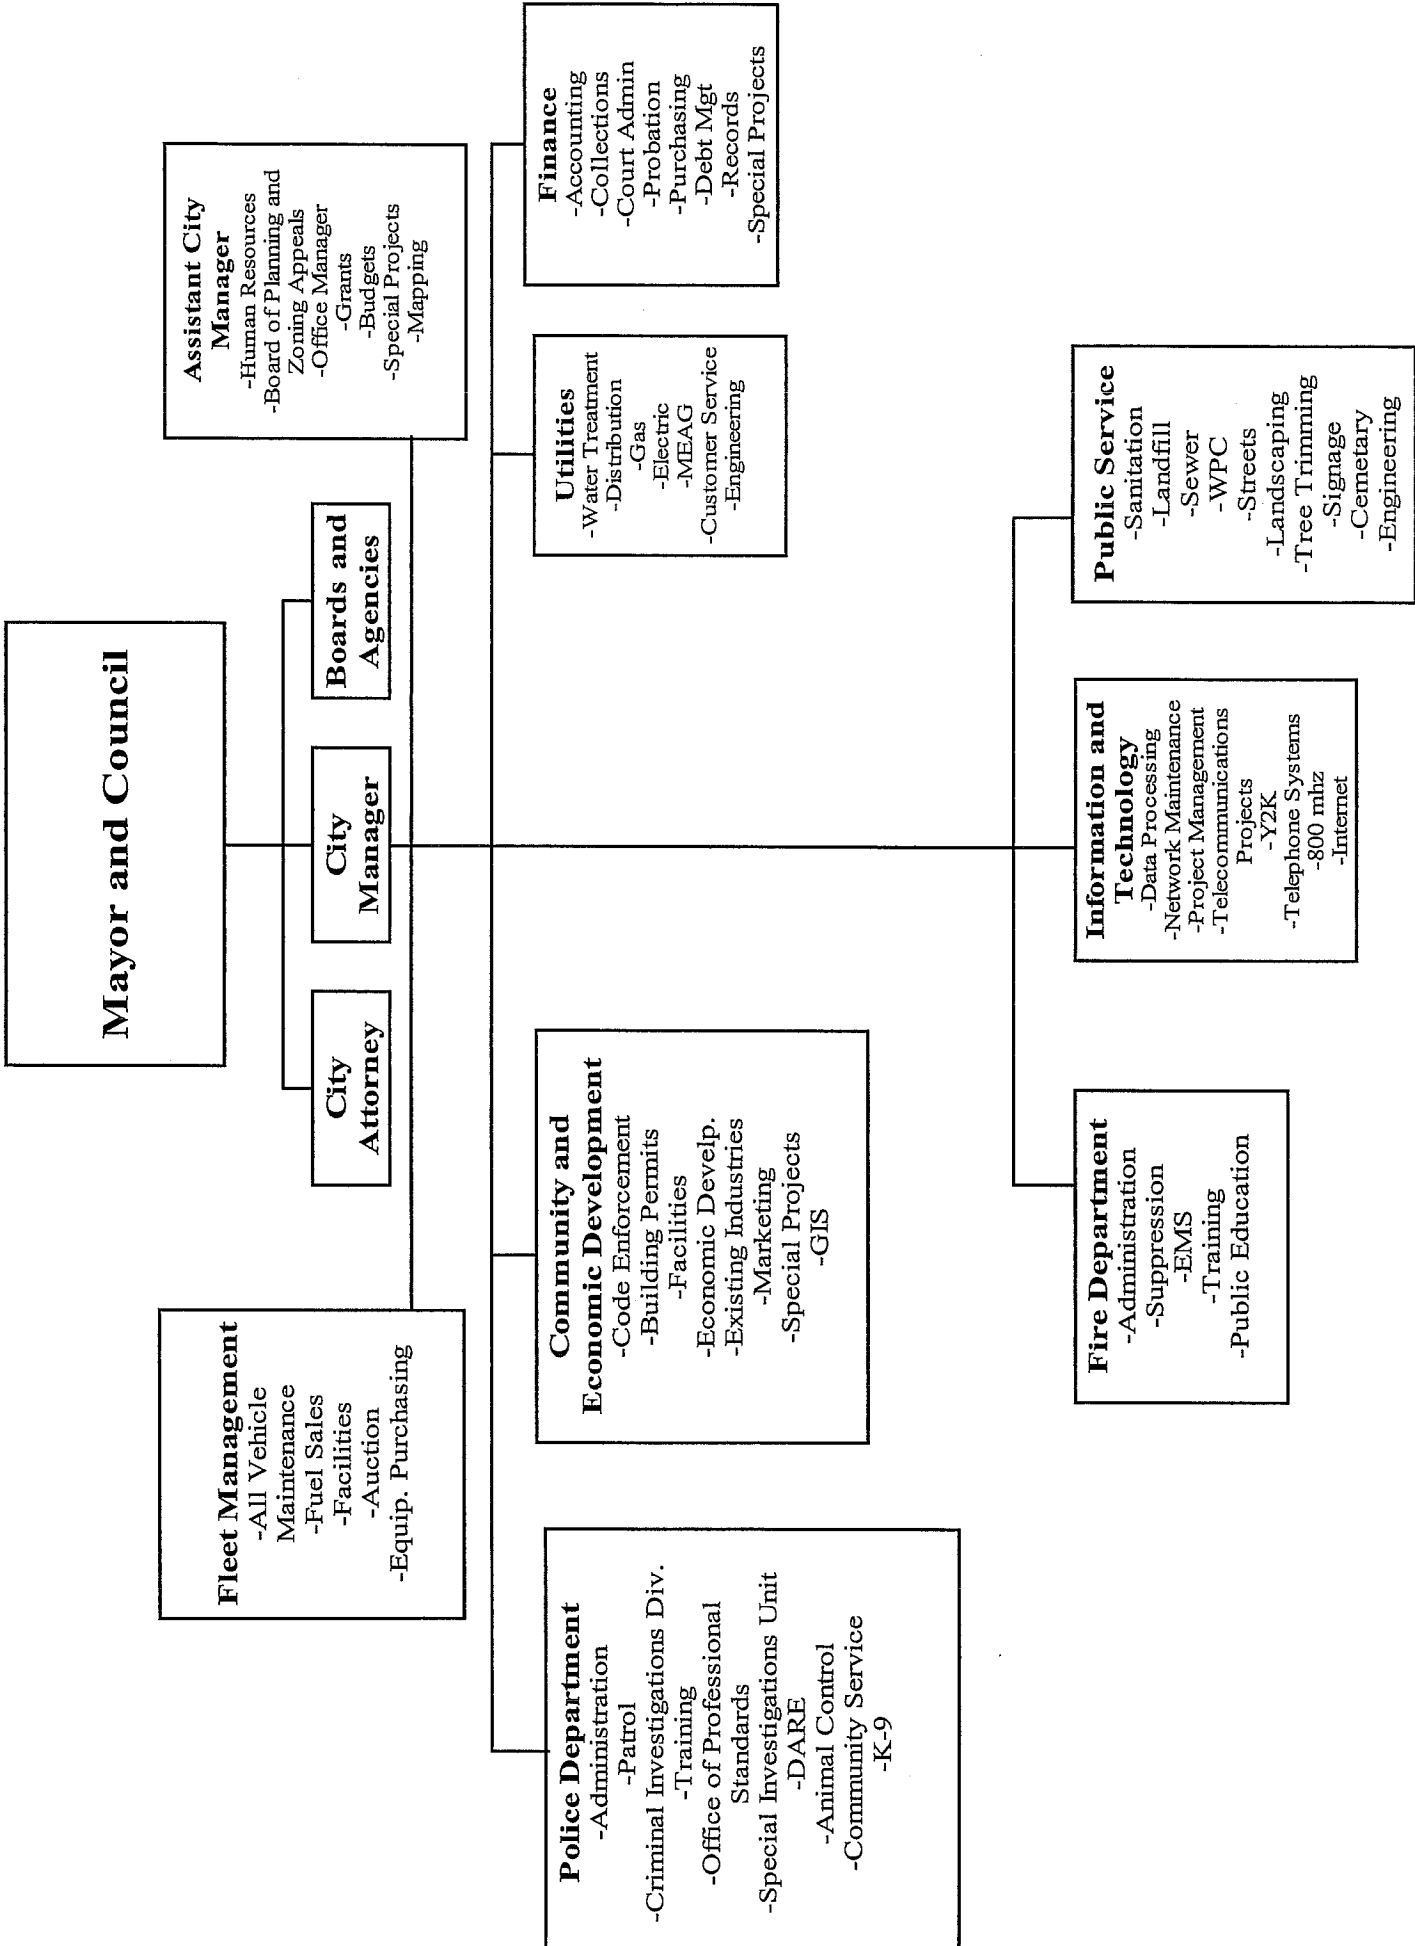 Mayor and Council
City
Attorney
City
Manager
Boards and
Agencies
Fleet Management
-All Vehicle
Maintenance
-Fuel Sales
-Facilities
-Auction
-Equip. Purchasing
Assistant City
Manager
-Human Resources
-Board of Planning and
Zoning Appeals
-Office Manager
-Grants
-Budgets
-Special Projects
-Mapping
Police Department
-Administration
-Patrol
-Criminal Investigations Div.
-Training
-Office of Professional
Standards
-Special Investigations Unit
-DARE
-Animal Control
-Community Service
-K-9
Community and
Economic Development
-Code Enforcement
-Building Permits
-Facilities
-Economic Develp.
-Existing Industries
-Marketing
-Special Projects
-GIS
Utilities
-Water Treatment
-Distribution
-Gas
-Electric
-MEAG
-Customer Service
-Engineering
Finance
-Accounting
-Collections
-Court Admin
-Probation
-Purchasing
-Debt Mgt
-Records
-Special Projects
Fire Department
-Administration
-Suppression
-EMS
-Training
-Public Education
Information and
Technology
-Data Processing
-Network Maintenance
-Project Management
-Telecommunications
Projects
-Y2K
-Telephone Systems
-800 mhz
-Internet
Public Service
-Sanitation
-Landfill
-Sewer
-WPC
-Streets
-Landscaping
-Tree Trimming
-Signage
-Cemetary
-Engineering